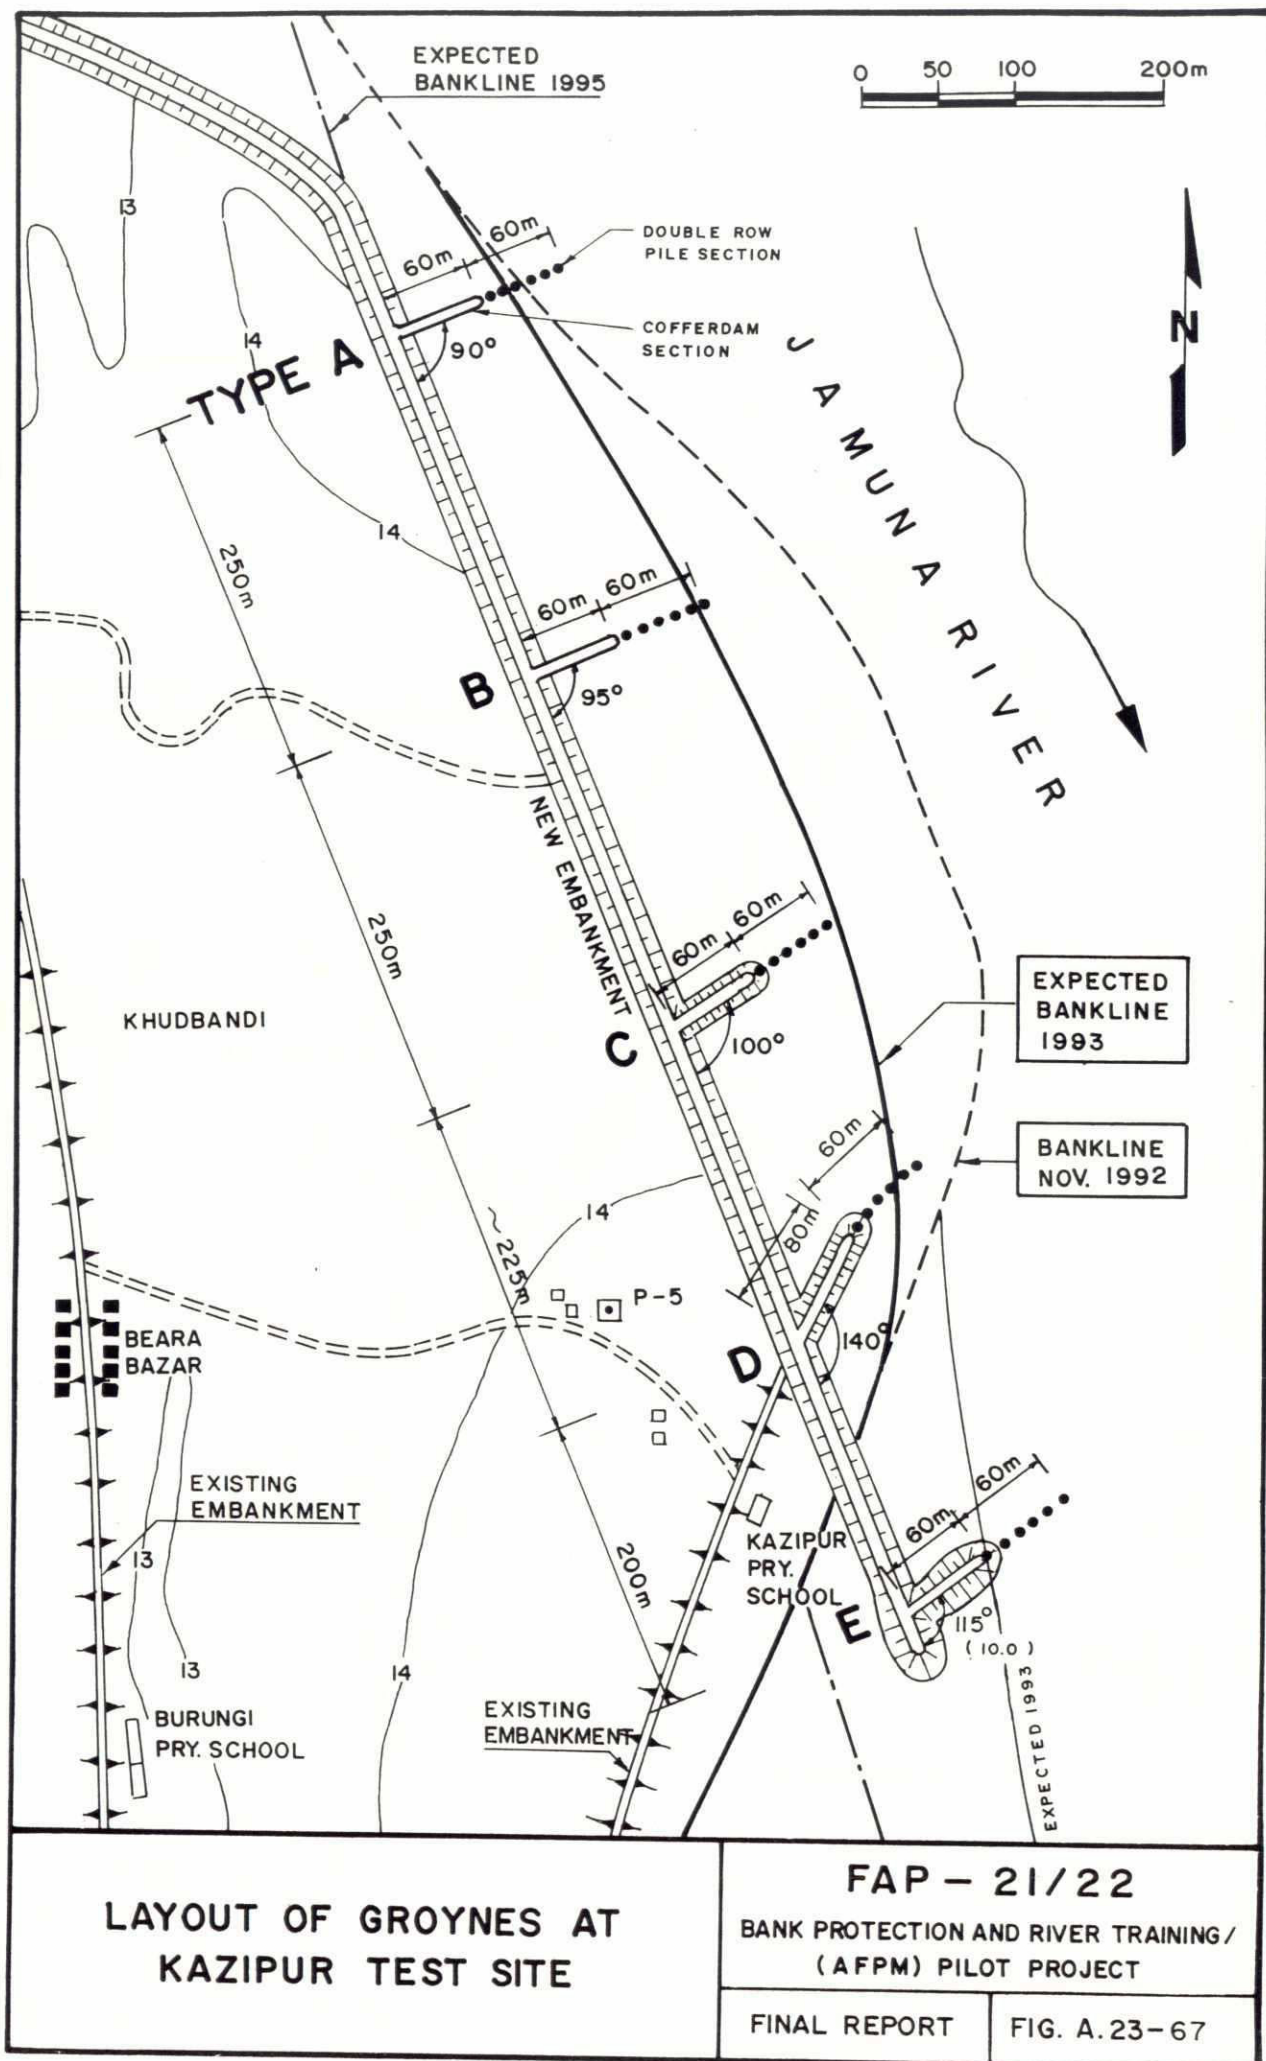 EXPECTED
BANKLINE 1995
0 50 100 200m
13
60m
60m
DOUBLE ROW
PILE SECTION
COFFERDAM
SECTION
90°
14
TYPE A
N
JAMUNA RIVER
14
250m
60m
60m
B
95°
NEW EMBANKMENT
250m
60m
60m
KHUDBANDI
C
100°
EXPECTED
BANKLINE
1993
60m
BANKLINE
NOV. 1992
14
80m
~ 225m
P-5
BEARA
BAZAR
D
140°
EXISTING
EMBANKMENT
60m
60m
13
KAZIPUR
PRY.
SCHOOL
200m
E
115°
(10.0)
13
14
EXPECTED 1993
BURUNGI
PRY. SCHOOL
EXISTING
EMBANKMENT
LAYOUT OF GROYNES AT
KAZIPUR TEST SITE
FAP - 21/22
BANK PROTECTION AND RIVER TRAINING/
(AFPM) PILOT PROJECT
FINAL REPORT
FIG. A.23-67